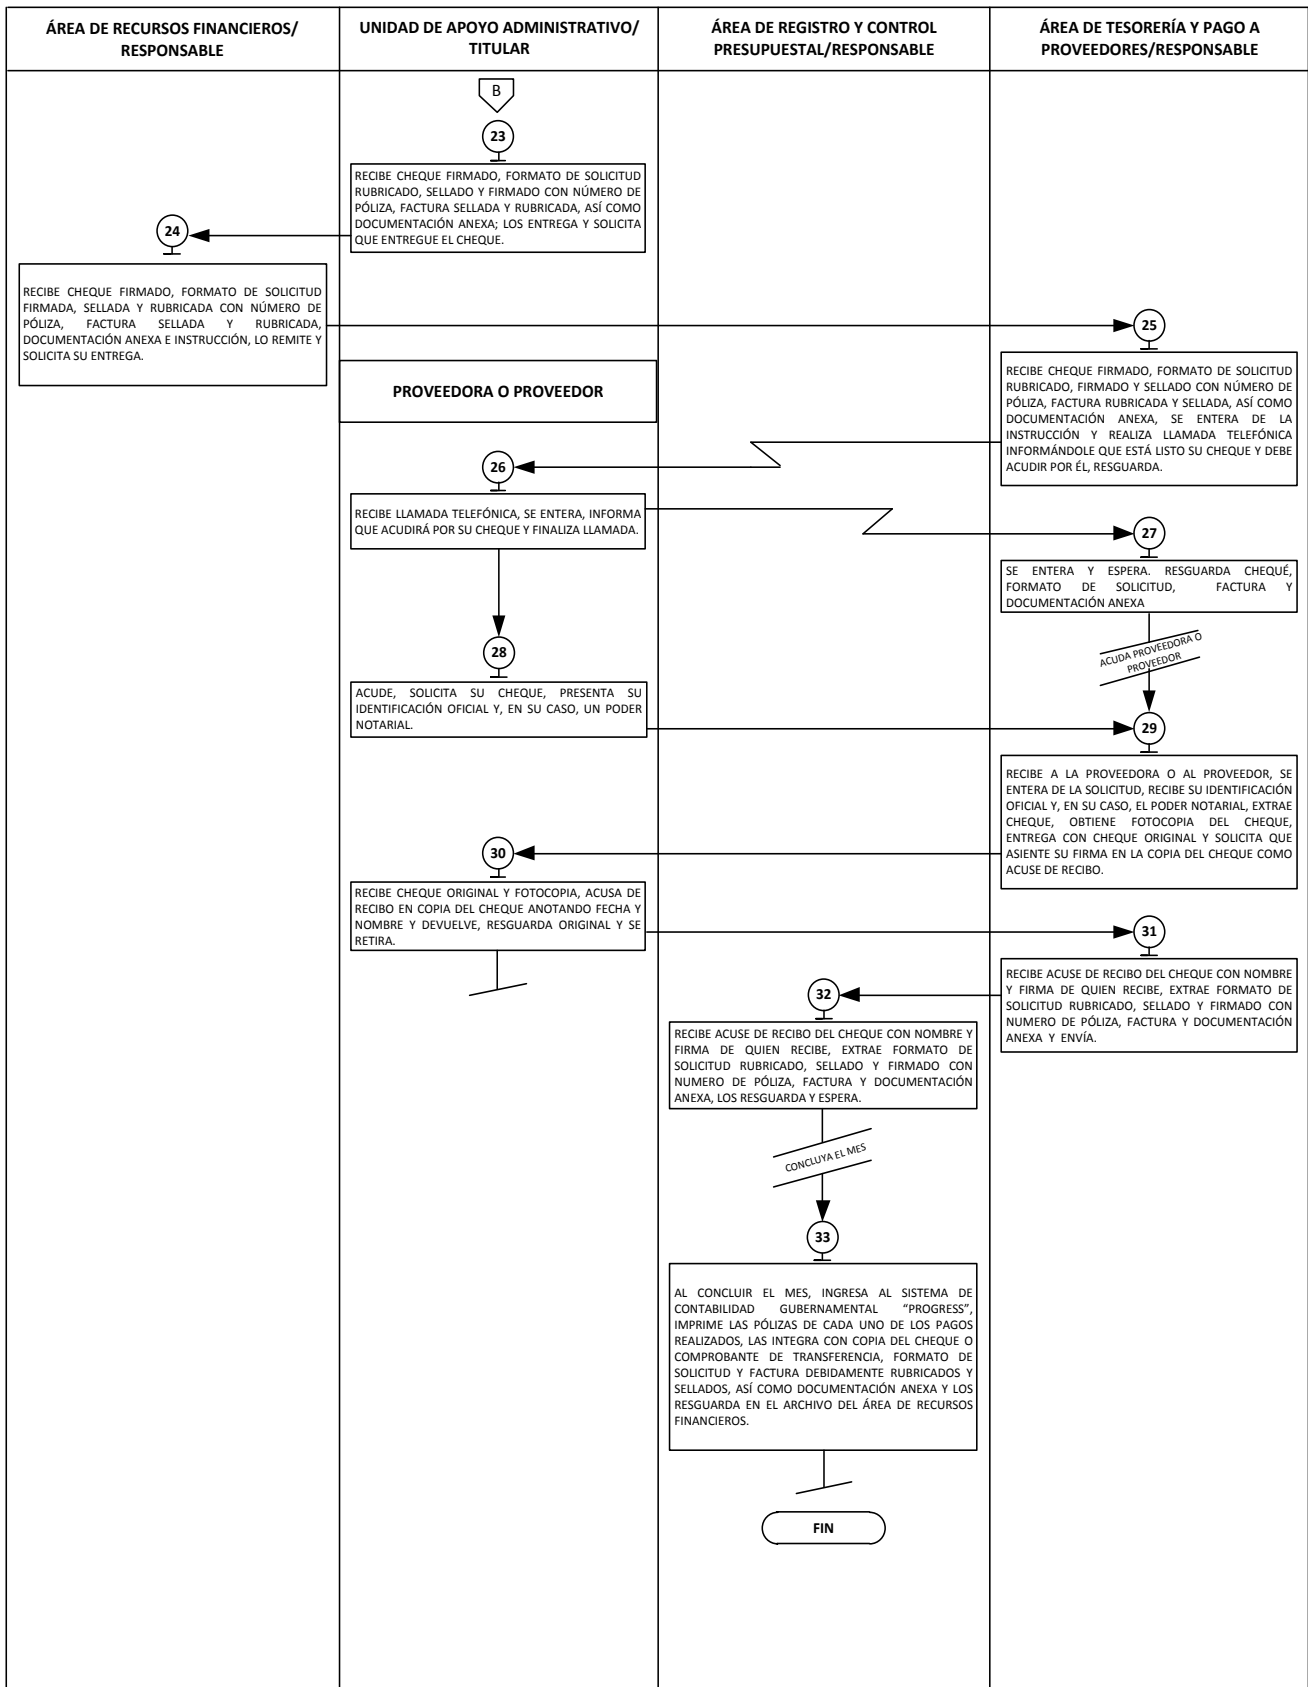 ÁREA DE RECURSOS FINANCIEROS/
RESPONSABLE
UNIDAD DE APOYO ADMINISTRATIVO/
TITULAR
ÁREA DE REGISTRO Y CONTROL
PRESUPUESTAL/RESPONSABLE
ÁREA DE TESORERÍA Y PAGO A
PROVEEDORES/RESPONSABLE
B
23
RECIBE CHEQUE FIRMADO, FORMATO DE SOLICITUD
RUBRICADO, SELLADO Y FIRMADO CON NÚMERO DE
PÓLIZA, FACTURA SELLADA Y RUBRICADA, ASÍ COMO
DOCUMENTACIÓN ANEXA; LOS ENTREGA Y SOLICITA
QUE ENTREGUE EL CHEQUE.
24
RECIBE CHEQUE FIRMADO, FORMATO DE SOLICITUD
FIRMADA, SELLADA Y RUBRICADA CON NÚMERO DE
PÓLIZA, FACTURA SELLADA Y RUBRICADA,
DOCUMENTACIÓN ANEXA E INSTRUCCIÓN, LO REMITE Y
SOLICITA SU ENTREGA.
25
RECIBE CHEQUE FIRMADO, FORMATO DE SOLICITUD
RUBRICADO, FIRMADO Y SELLADO CON NÚMERO DE
PÓLIZA, FACTURA RUBRICADA Y SELLADA, ASÍ COMO
DOCUMENTACIÓN ANEXA, SE ENTERA DE LA
INSTRUCCIÓN Y REALIZA LLAMADA TELEFÓNICA
INFORMÁNDOLE QUE ESTÁ LISTO SU CHEQUE Y DEBE
ACUDIR POR ÉL, RESGUARDA.
PROVEEDORA O PROVEEDOR
26
RECIBE LLAMADA TELEFÓNICA, SE ENTERA, INFORMA
QUE ACUDIRÁ POR SU CHEQUE Y FINALIZA LLAMADA.
27
SE ENTERA Y ESPERA. RESGUARDA CHEQUÉ,
FORMATO DE SOLICITUD, FACTURA Y
DOCUMENTACIÓN ANEXA
ACUDA PROVEEDORA O
PROVEEDOR
28
ACUDE, SOLICITA SU CHEQUE, PRESENTA SU
IDENTIFICACIÓN OFICIAL Y, EN SU CASO, UN PODER
NOTARIAL.
29
RECIBE A LA PROVEEDORA O AL PROVEEDOR, SE
ENTERA DE LA SOLICITUD, RECIBE SU IDENTIFICACIÓN
OFICIAL Y, EN SU CASO, EL PODER NOTARIAL, EXTRAE
CHEQUE, OBTIENE FOTOCOPIA DEL CHEQUE,
ENTREGA CON CHEQUE ORIGINAL Y SOLICITA QUE
ASIENTE SU FIRMA EN LA COPIA DEL CHEQUE COMO
ACUSE DE RECIBO.
30
RECIBE CHEQUE ORIGINAL Y FOTOCOPIA, ACUSA DE
RECIBO EN COPIA DEL CHEQUE ANOTANDO FECHA Y
NOMBRE Y DEVUELVE, RESGUARDA ORIGINAL Y SE
RETIRA.
31
RECIBE ACUSE DE RECIBO DEL CHEQUE CON NOMBRE
Y FIRMA DE QUIEN RECIBE, EXTRAE FORMATO DE
SOLICITUD RUBRICADO, SELLADO Y FIRMADO CON
NUMERO DE PÓLIZA, FACTURA Y DOCUMENTACIÓN
ANEXA Y ENVÍA.
32
RECIBE ACUSE DE RECIBO DEL CHEQUE CON NOMBRE Y
FIRMA DE QUIEN RECIBE, EXTRAE FORMATO DE
SOLICITUD RUBRICADO, SELLADO Y FIRMADO CON
NUMERO DE PÓLIZA, FACTURA Y DOCUMENTACIÓN
ANEXA, LOS RESGUARDA Y ESPERA.
CONCLUYA EL MES
33
AL CONCLUIR EL MES, INGRESA AL SISTEMA DE
CONTABILIDAD GUBERNAMENTAL “PROGRESS”,
IMPRIME LAS PÓLIZAS DE CADA UNO DE LOS PAGOS
REALIZADOS, LAS INTEGRA CON COPIA DEL CHEQUE O
COMPROBANTE DE TRANSFERENCIA, FORMATO DE
SOLICITUD Y FACTURA DEBIDAMENTE RUBRICADOS Y
SELLADOS, ASÍ COMO DOCUMENTACIÓN ANEXA Y LOS
RESGUARDA EN EL ARCHIVO DEL ÁREA DE RECURSOS
FINANCIEROS.
FIN